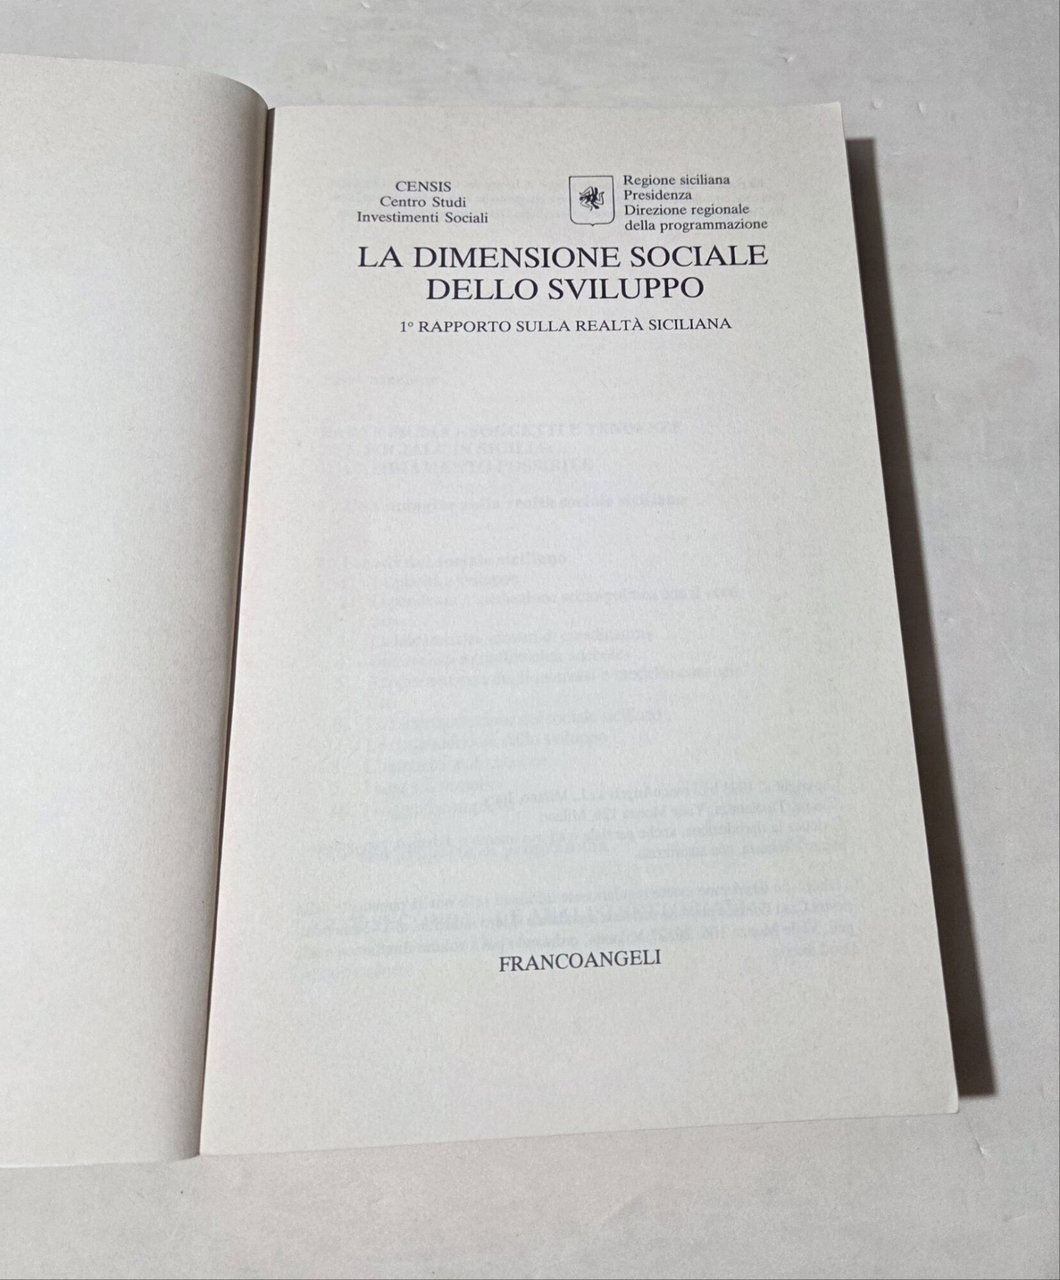 CENSIS
Centro Studi
Investimenti Sociali
Regione siciliana
Presidenza
Direzione regionale
della programmazione
LA DIMENSIONE SOCIALE
DELLO SVILUPPO
1º RAPPORTO SULLA REALTÀ SICILIANA
FRANCOANGELI